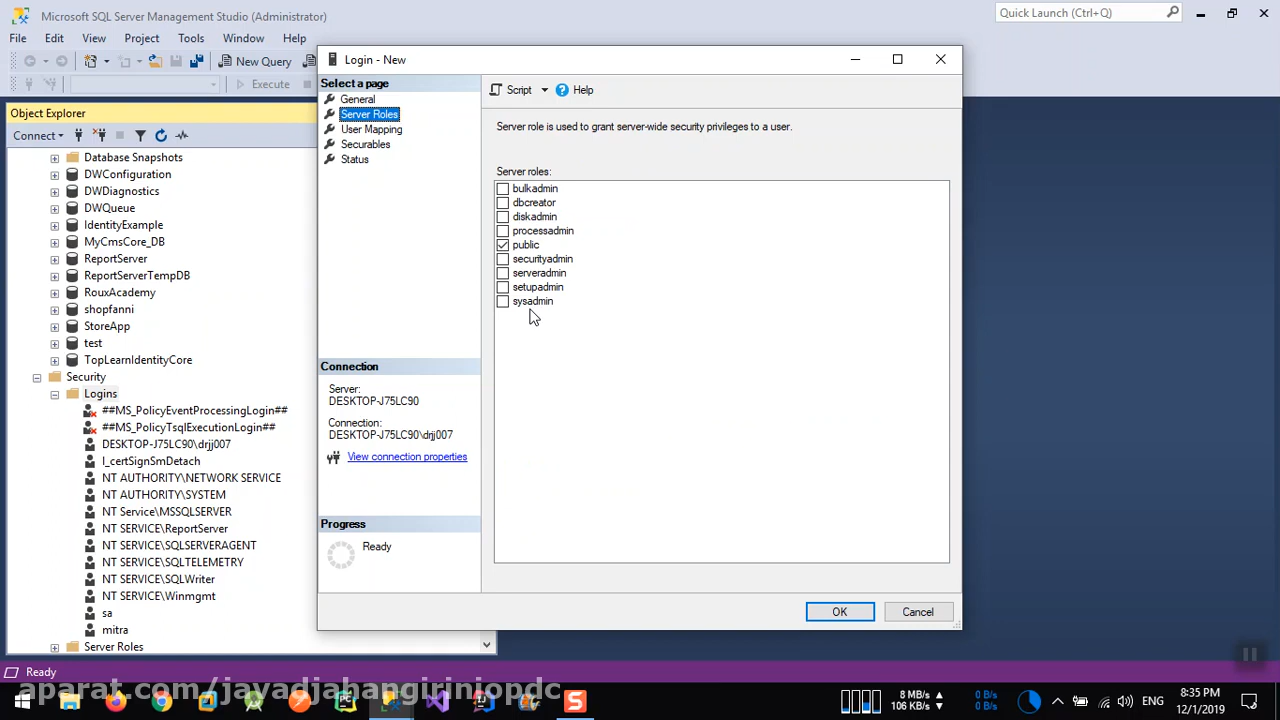 Microsoft SQL Server Management Studio (Administrator)
Quick Launch (Ctrl+Q)
File Edit View Project Tools Window Help
New Query
Execute
Object Explorer
Connect
Database Snapshots
DWConfiguration
DWDiagnostics
DWQueue
IdentityExample
MyCmsCore_DB
ReportServer
ReportServerTempDB
RouxAcademy
shopfanni
StoreApp
test
TopLearnIdentityCore
Security
Logins
##MS_PolicyEventProcessingLogin##
##MS_PolicyTsqlExecutionLogin##
DESKTOP-J75LC90\drjj007
l_certSignSmDetach
NT AUTHORITY\NETWORK SERVICE
NT AUTHORITY\SYSTEM
NT Service\MSSQLSERVER
NT SERVICE\ReportServer
NT SERVICE\SQLSERVERAGENT
NT SERVICE\SQLTELEMETRY
NT SERVICE\SQLWriter
NT SERVICE\Winmgmt
sa
mitra
Server Roles
Login - New
Select a page
General
Server Roles
User Mapping
Securables
Status
Connection
Server:
DESKTOP-J75LC90
Connection:
DESKTOP-J75LC90\drjj007
View connection properties
Progress
Ready
Script Help
Server role is used to grant server-wide security privileges to a user.
Server roles:
bulkadmin
dbcreator
diskadmin
processadmin
public
securityadmin
serveradmin
setupadmin
sysadmin
OK Cancel
Ready
aparat.com/javadjahangiriniopdc
8 MB/s 0 B/s
106 KB/s 0 B/s
ENG
8:35 PM
12/1/2019